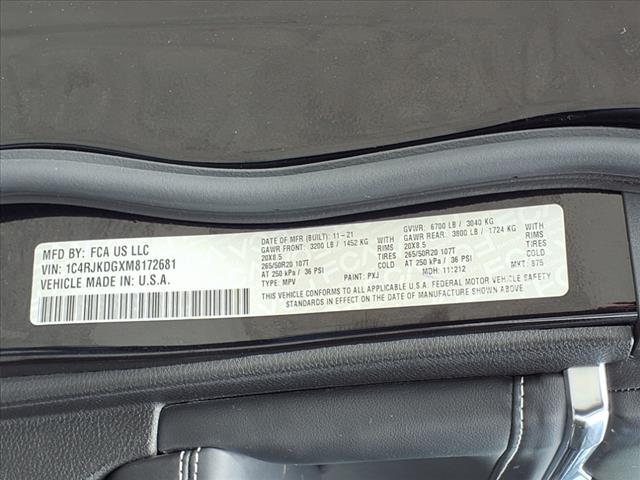 MFD BY: FCA US LLC
VIN: 1C4RJKDGXM8172681
VEHICLE MADE IN: U.S.A.
DATE OF MFR (BUILT): 11-21 GVWR: 6700 LB / 3040 KG
GAWR FRONT: 3200 LB / 1452 KG WITH GAWR REAR: 3800 LB / 1724 KG WITH
20X8.5 RIMS 20X8.5 RIMS
265/50R20 107T TIRES 265/50R20 107T TIRES
AT 250 kPa / 36 PSI COLD AT 250 kPa / 36 PSI COLD
TYPE: MPV PAINT: PXJ MDH: 111212 MKT: 875
THIS VEHICLE CONFORMS TO ALL APPLICABLE U.S.A. FEDERAL MOTOR VEHICLE SAFETY
STANDARDS IN EFFECT ON THE DATE OF MANUFACTURE SHOWN ABOVE.